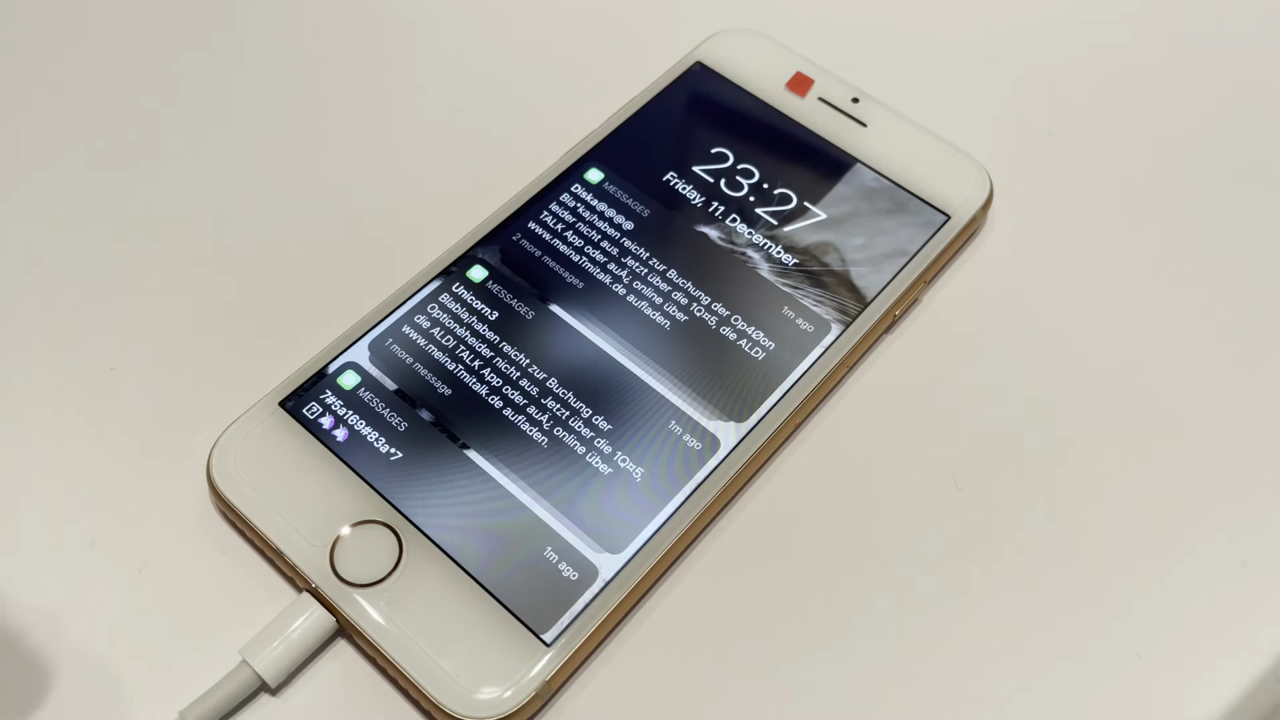 23:27
Friday, 11. December
MESSAGES
1m ago
Diska@@@@
Bla*ka¡haben reicht zur Buchung der Op4Øon
leider nicht aus. Jetzt über die 1Q¤5, die ALDI
TALK App oder auÄ¿ online über
www.meinaTmitalk.de aufladen.
2 more messages
MESSAGES
1m ago
Unicorn3
Blabla¡haben reicht zur Buchung der
Optionèheider nicht aus. Jetzt über die 1Q¤5,
die ALDI TALK App oder auÄ¿ online über
www.meinaTmitalk.de aufladen.
1 more message
MESSAGES
1m ago
7#5a169#83a*7
🦄🦄